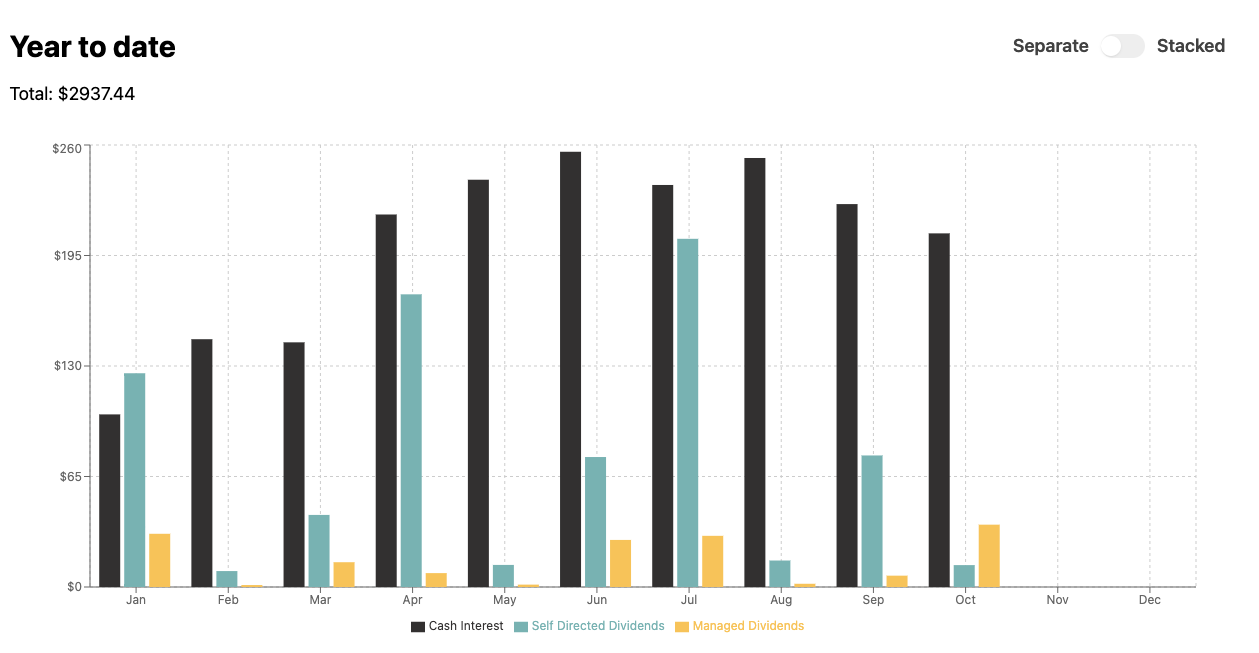 Year to date
Separate Stacked
Total: $2937.44
$260
$195
$130
$65
$0
Jan Feb Mar Apr May Jun Jul Aug Sep Oct Nov Dec
Cash Interest Self Directed Dividends Managed Dividends